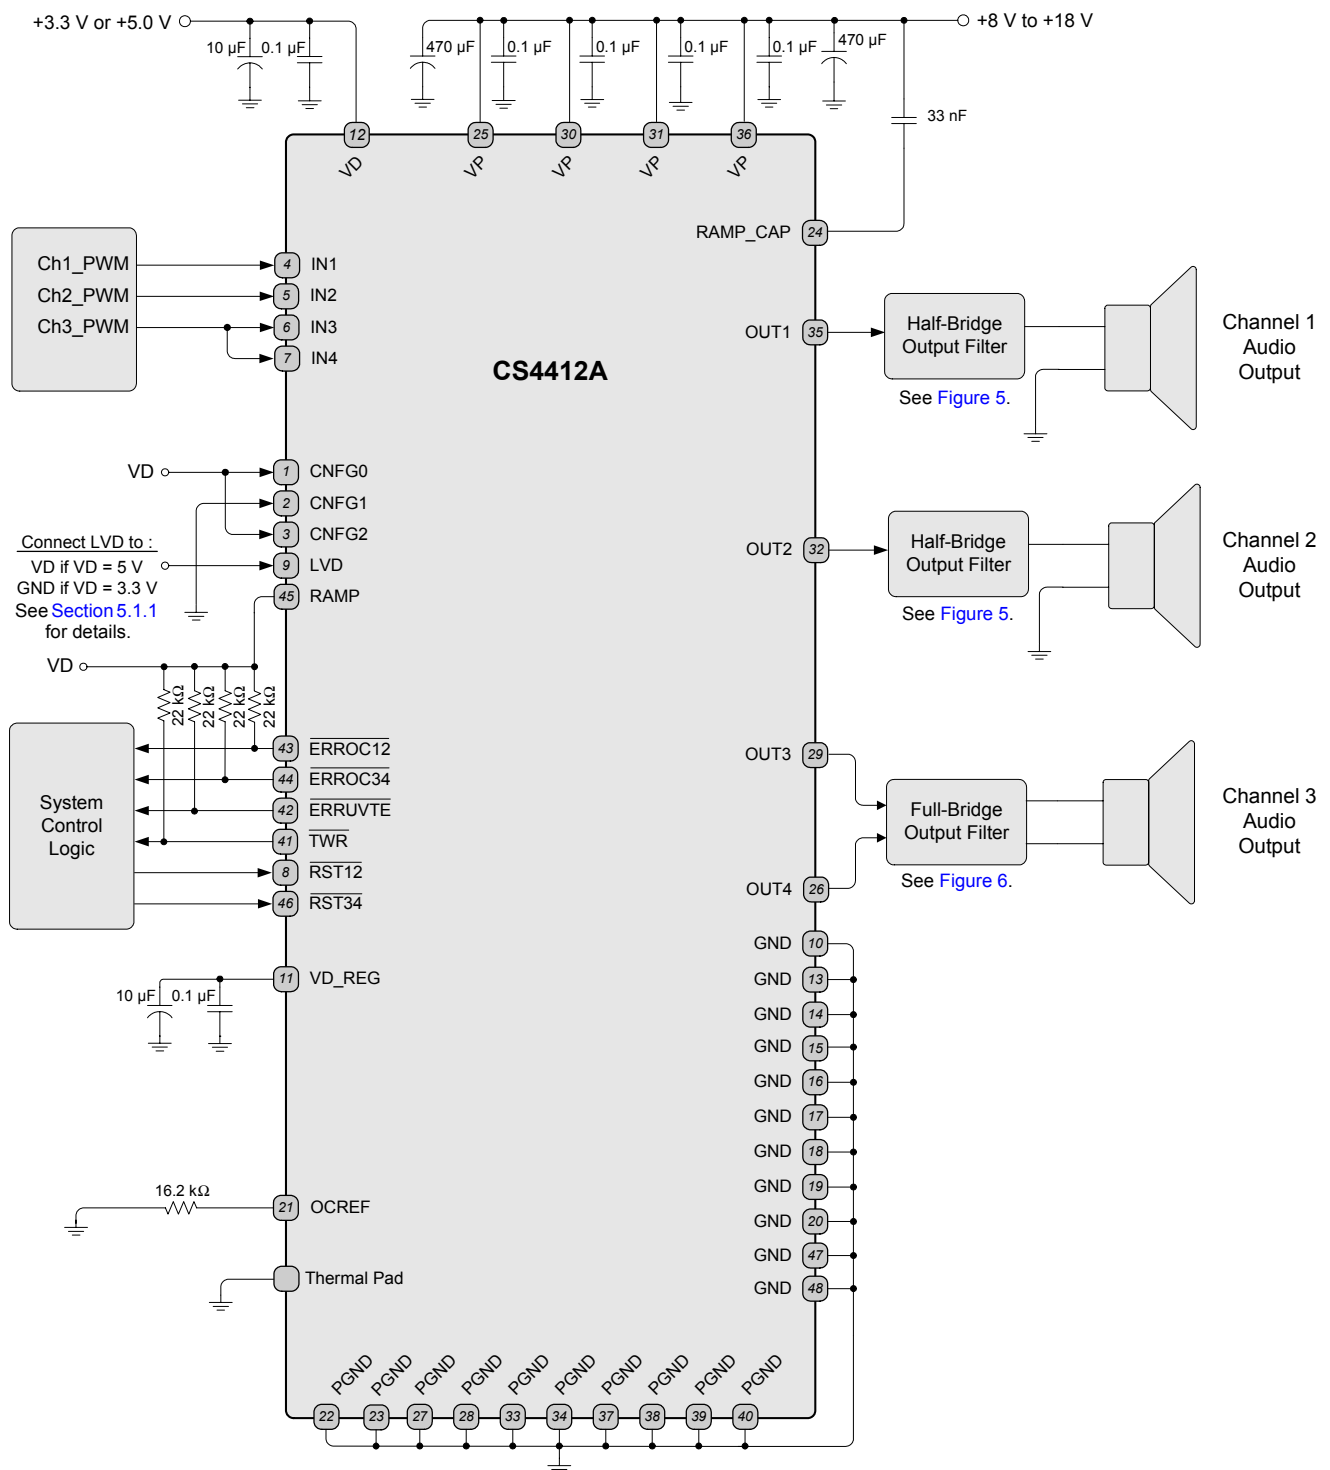 +3.3 V or +5.0 V
10 µF
0.1 µF
470 µF
0.1 µF
0.1 µF
0.1 µF
0.1 µF
470 µF
+8 V to +18 V
33 nF
12
25
30
31
36
VD
VP
VP
VP
VP
RAMP_CAP
24
Ch1_PWM
Ch2_PWM
Ch3_PWM
4 IN1
5 IN2
6 IN3
7 IN4
CS4412A
OUT1
35
Half-Bridge
Output Filter
See Figure 5.
Channel 1
Audio
Output
VD
1 CNFG0
2 CNFG1
3 CNFG2
9 LVD
45 RAMP
Connect LVD to :
VD if VD = 5 V
GND if VD = 3.3 V
See Section 5.1.1
for details.
OUT2
32
Half-Bridge
Output Filter
See Figure 5.
Channel 2
Audio
Output
VD
22 kΩ
22 kΩ
22 kΩ
22 kΩ
System
Control
Logic
43 ERROC12
44 ERROC34
42 ERRUVTE
41 TWR
8 RST12
46 RST34
OUT3
29
OUT4
26
Full-Bridge
Output Filter
See Figure 6.
Channel 3
Audio
Output
10 µF
0.1 µF
11 VD_REG
16.2 kΩ
21 OCREF
Thermal Pad
GND 10
GND 13
GND 14
GND 15
GND 16
GND 17
GND 18
GND 19
GND 20
GND 47
GND 48
PGND
PGND
PGND
PGND
PGND
PGND
PGND
PGND
PGND
PGND
22
23
27
28
33
34
37
38
39
40